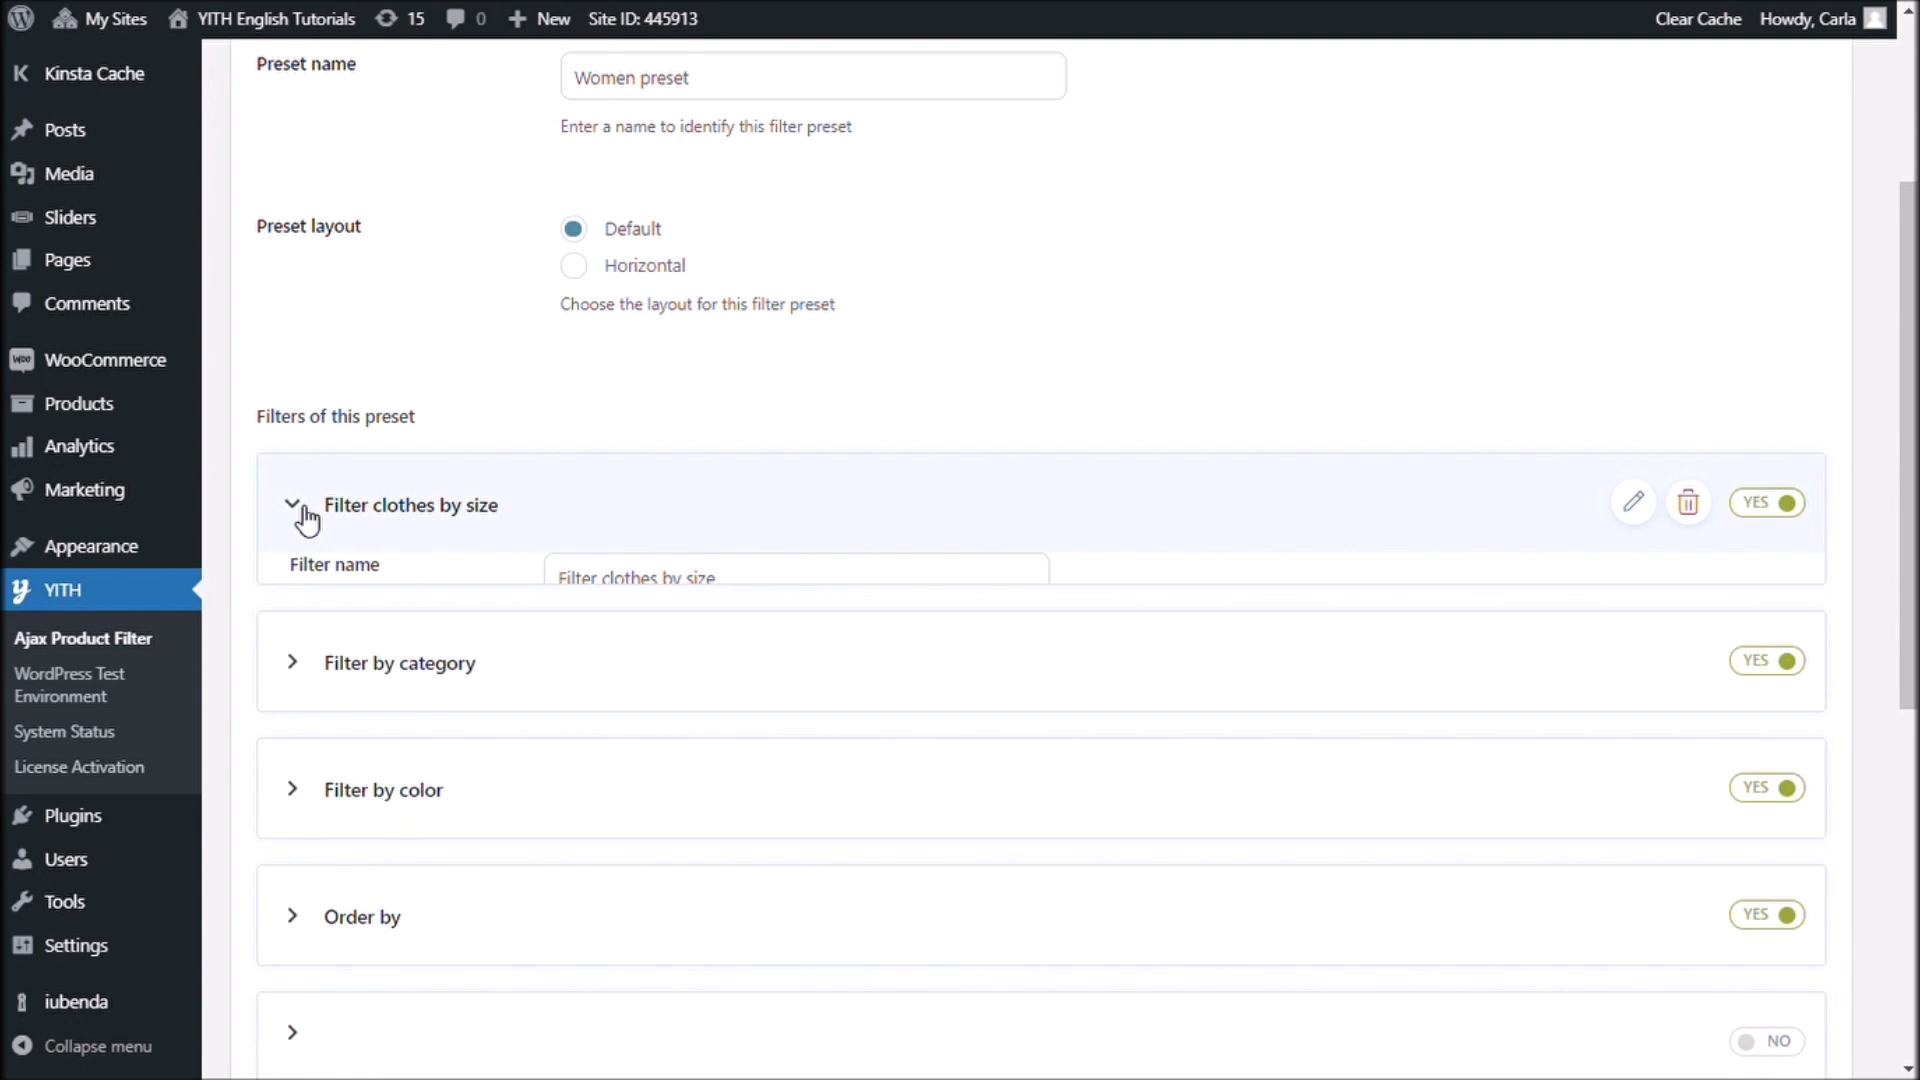 My Sites
YITH English Tutorials
15
0
New
Site ID: 445913
Clear Cache
Howdy, Carla
Kinsta Cache
Posts
Media
Sliders
Pages
Comments
WooCommerce
Products
Analytics
Marketing
Appearance
YITH
Ajax Product Filter
WordPress Test
Environment
System Status
License Activation
Plugins
Users
Tools
Settings
iubenda
Collapse menu
Preset name
Women preset
Enter a name to identify this filter preset
Preset layout
Default
Horizontal
Choose the layout for this filter preset
Filters of this preset
Filter clothes by size
YES
Filter name
Filter clothes by size
Filter by category
YES
Filter by color
YES
Order by
YES
NO